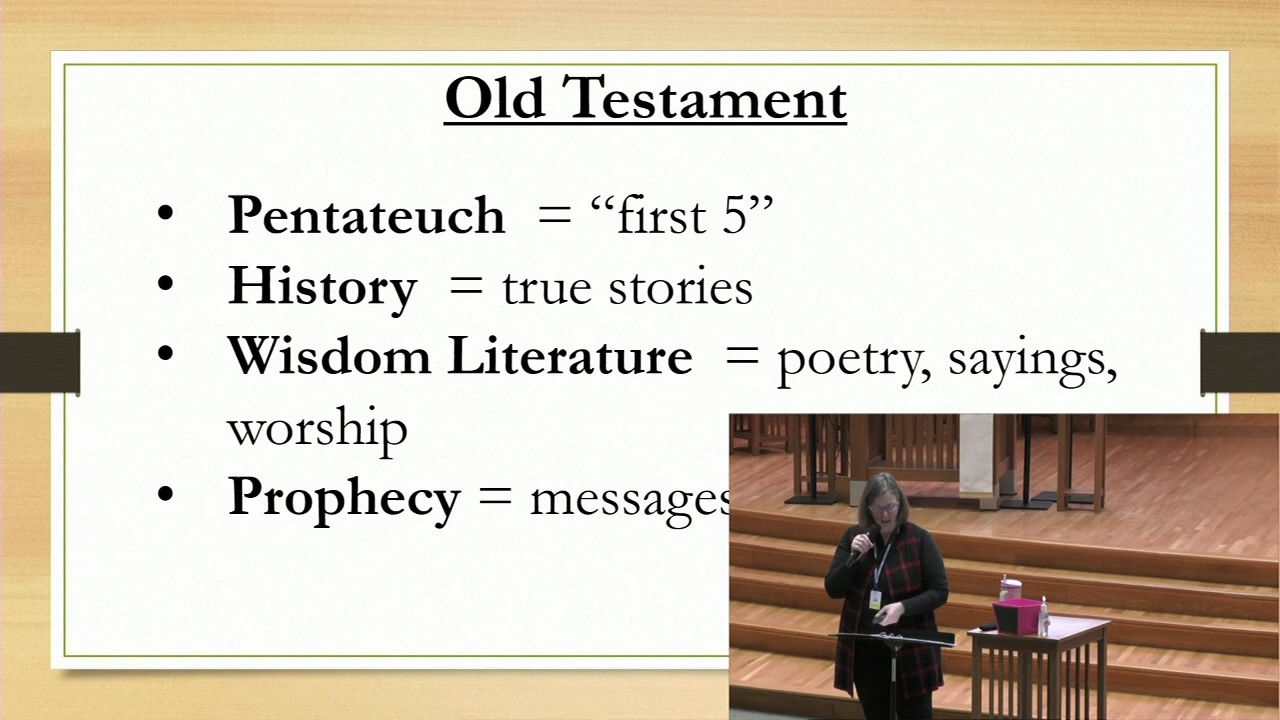 Old Testament
• Pentateuch = “first 5”
• History = true stories
• Wisdom Literature = poetry, sayings,
worship
• Prophecy = messages